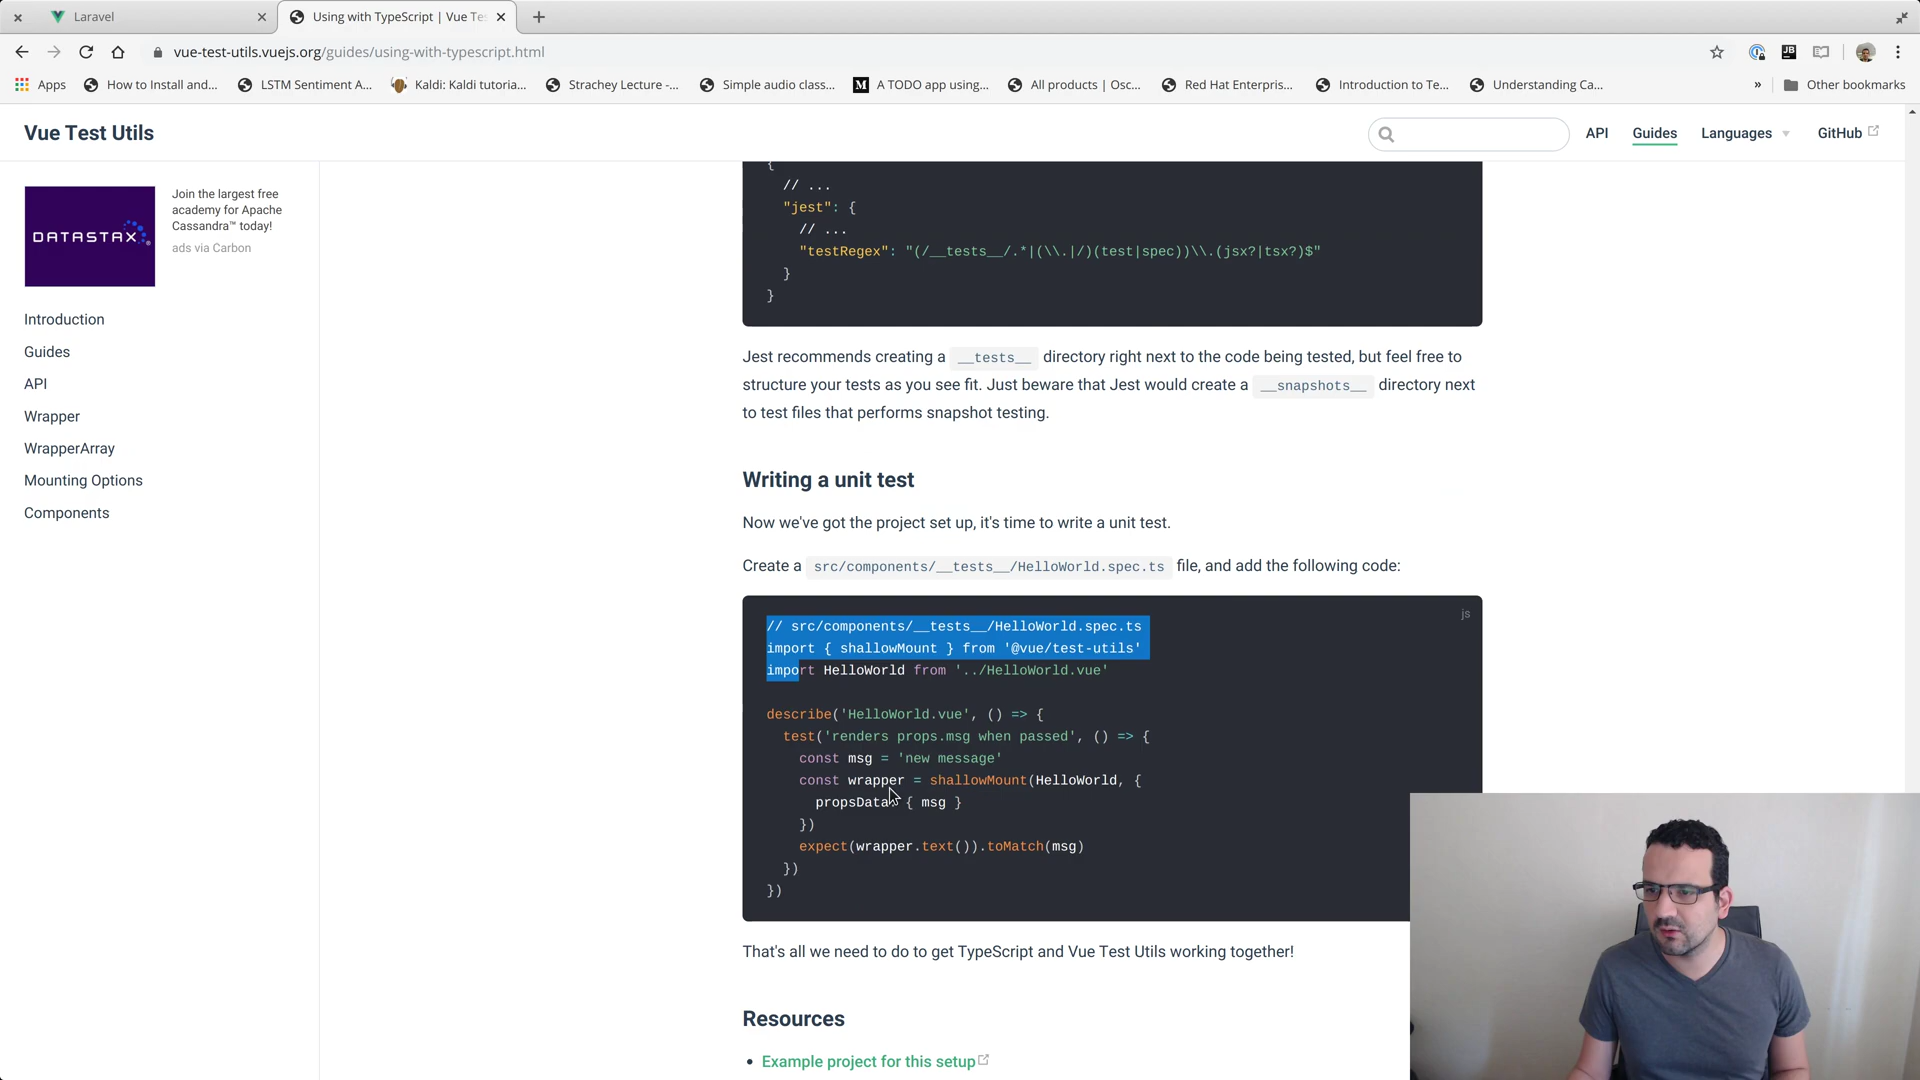 Laravel
Using with TypeScript | Vue Tes
vue-test-utils.vuejs.org/guides/using-with-typescript.html
JB
Apps
How to Install and...
LSTM Sentiment A...
Kaldi: Kaldi tutoria...
Strachey Lecture -...
Simple audio class...
M
A TODO app using...
All products | Osc...
Red Hat Enterpris...
Introduction to Te...
Understanding Ca...
»
Other bookmarks
Vue Test Utils
API
Guides
Languages
GitHub
DATASTAX
Join the largest free
academy for Apache
Cassandra™ today!
ads via Carbon
Introduction
Guides
API
Wrapper
WrapperArray
Mounting Options
Components
{
// ...
"jest": {
// ...
"testRegex": "(/__tests__/.*|(\\.|/)(test|spec))\\.(jsx?|tsx?)$"
}
}
Jest recommends creating a __tests__ directory right next to the code being tested, but feel free to
structure your tests as you see fit. Just beware that Jest would create a __snapshots__ directory next
to test files that performs snapshot testing.
Writing a unit test
Now we've got the project set up, it's time to write a unit test.
Create a src/components/__tests__/HelloWorld.spec.ts file, and add the following code:
js
// src/components/__tests__/HelloWorld.spec.ts
import { shallowMount } from '@vue/test-utils'
import HelloWorld from '../HelloWorld.vue'
describe('HelloWorld.vue', () => {
test('renders props.msg when passed', () => {
const msg = 'new message'
const wrapper = shallowMount(HelloWorld, {
propsData { msg }
})
expect(wrapper.text()).toMatch(msg)
})
})
That's all we need to do to get TypeScript and Vue Test Utils working together!
Resources
• Example project for this setup